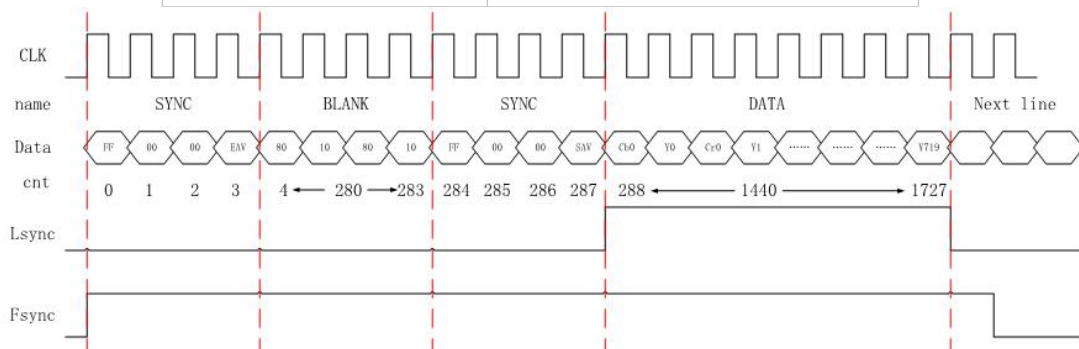 CLK
name SYNC BLANK SYNC DATA Next line
Data FF 00 00 EAV 80 10 80 10 FF 00 00 SAV Cb0 Y0 Cr0 Y1 …… …… …… Y719
cnt 0 1 2 3 4 280 283 284 285 286 287 288 1440 1727
Lsync
Fsync